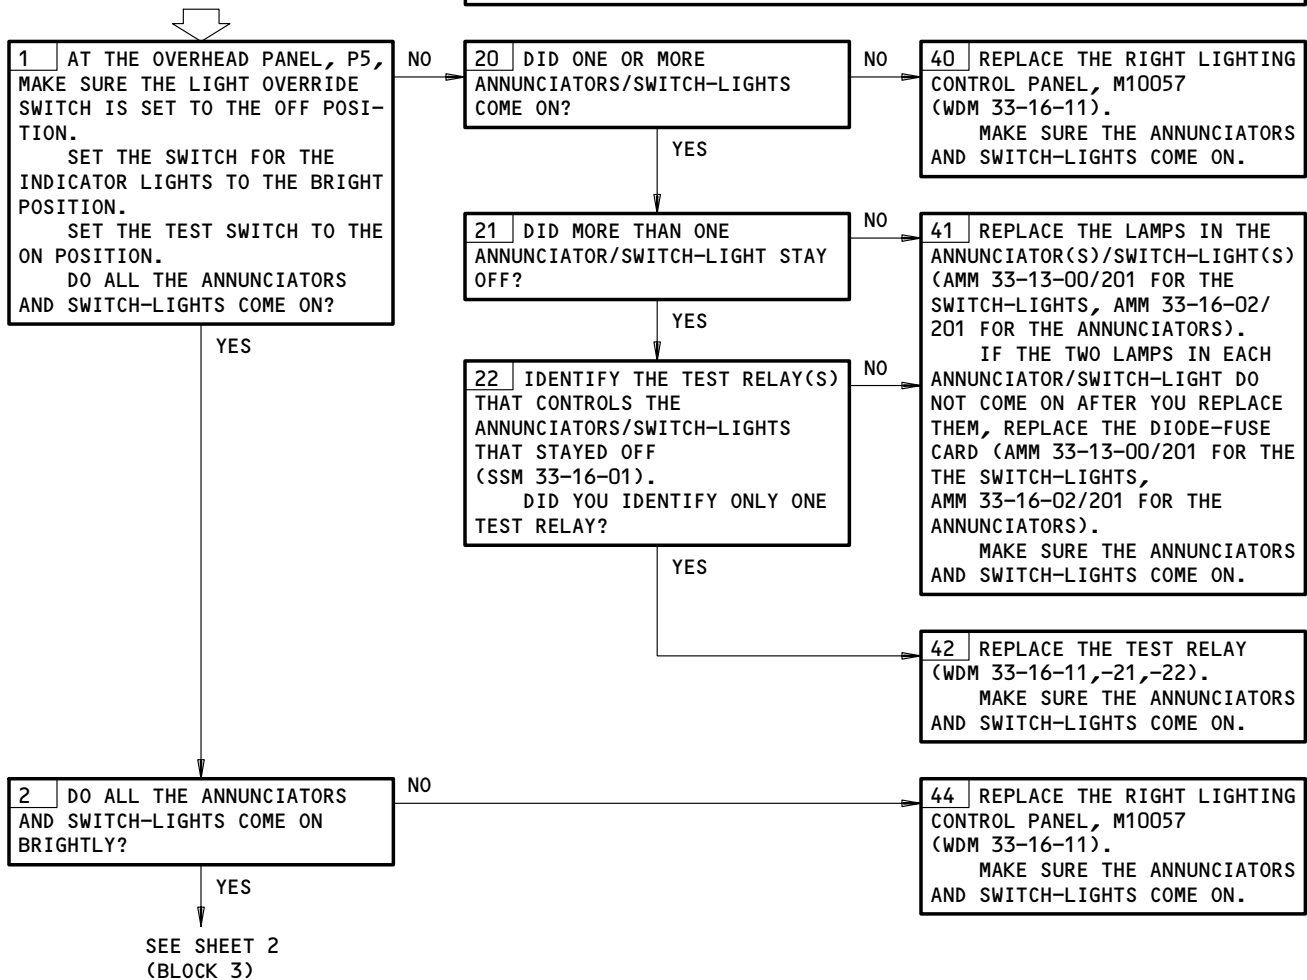 1 AT THE OVERHEAD PANEL, P5,
MAKE SURE THE LIGHT OVERRIDE
SWITCH IS SET TO THE OFF POSI-
TION.
SET THE SWITCH FOR THE
INDICATOR LIGHTS TO THE BRIGHT
POSITION.
SET THE TEST SWITCH TO THE
ON POSITION.
DO ALL THE ANNUNCIATORS
AND SWITCH-LIGHTS COME ON?
NO
YES
20 DID ONE OR MORE
ANNUNCIATORS/SWITCH-LIGHTS
COME ON?
NO
YES
40 REPLACE THE RIGHT LIGHTING
CONTROL PANEL, M10057
(WDM 33-16-11).
MAKE SURE THE ANNUNCIATORS
AND SWITCH-LIGHTS COME ON.
21 DID MORE THAN ONE
ANNUNCIATOR/SWITCH-LIGHT STAY
OFF?
NO
YES
41 REPLACE THE LAMPS IN THE
ANNUNCIATOR(S)/SWITCH-LIGHT(S)
(AMM 33-13-00/201 FOR THE
SWITCH-LIGHTS, AMM 33-16-02/
201 FOR THE ANNUNCIATORS).
IF THE TWO LAMPS IN EACH
ANNUNCIATOR/SWITCH-LIGHT DO
NOT COME ON AFTER YOU REPLACE
THEM, REPLACE THE DIODE-FUSE
CARD (AMM 33-13-00/201 FOR THE
THE SWITCH-LIGHTS,
AMM 33-16-02/201 FOR THE
ANNUNCIATORS).
MAKE SURE THE ANNUNCIATORS
AND SWITCH-LIGHTS COME ON.
22 IDENTIFY THE TEST RELAY(S)
THAT CONTROLS THE
ANNUNCIATORS/SWITCH-LIGHTS
THAT STAYED OFF
(SSM 33-16-01).
DID YOU IDENTIFY ONLY ONE
TEST RELAY?
NO
YES
42 REPLACE THE TEST RELAY
(WDM 33-16-11,-21,-22).
MAKE SURE THE ANNUNCIATORS
AND SWITCH-LIGHTS COME ON.
2 DO ALL THE ANNUNCIATORS
AND SWITCH-LIGHTS COME ON
BRIGHTLY?
NO
YES
44 REPLACE THE RIGHT LIGHTING
CONTROL PANEL, M10057
(WDM 33-16-11).
MAKE SURE THE ANNUNCIATORS
AND SWITCH-LIGHTS COME ON.
SEE SHEET 2
(BLOCK 3)